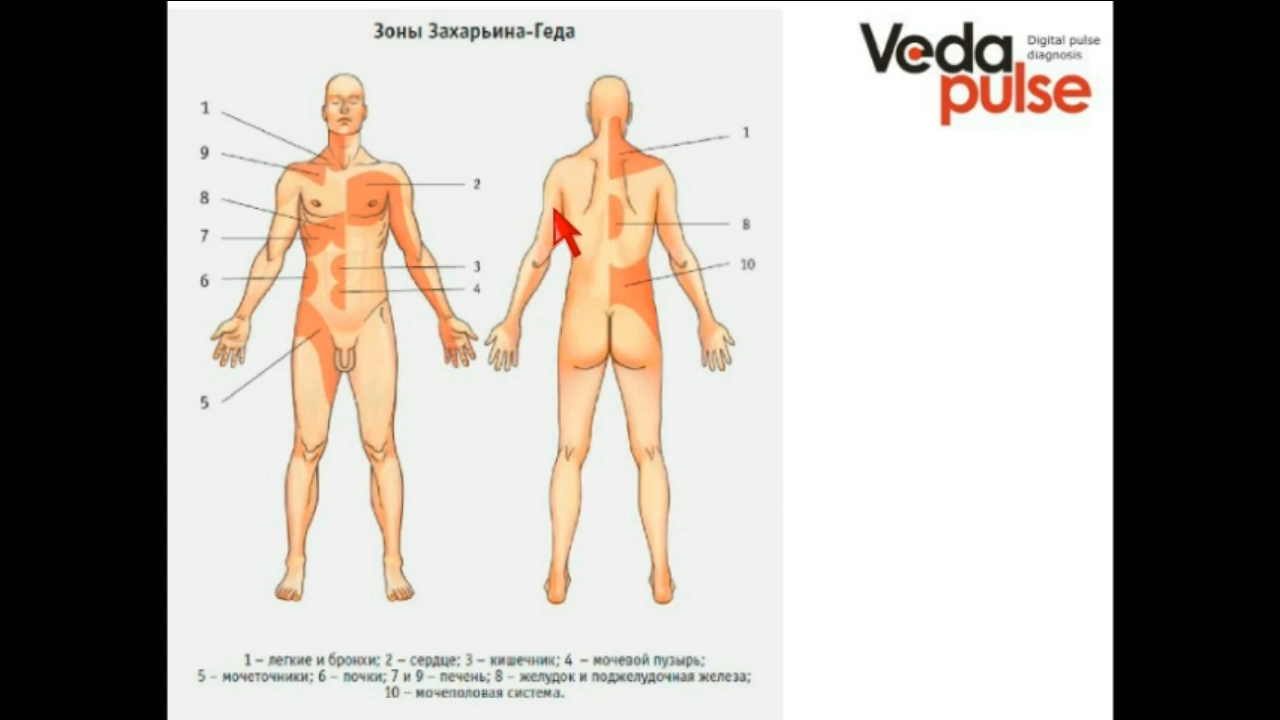 Зоны Захарьина-Геда
Veda
pulse
Digital pulse
diagnosis
1
9
8
7
6
5
2
3
4
1
8
10
1 – легкие и бронхи; 2 – сердце; 3 – кишечник; 4 – мочевой пузырь;
5 – мочеточники; 6 – почки; 7 и 9 – печень; 8 – желудок и поджелудочная железа;
10 – мочеполовая система.